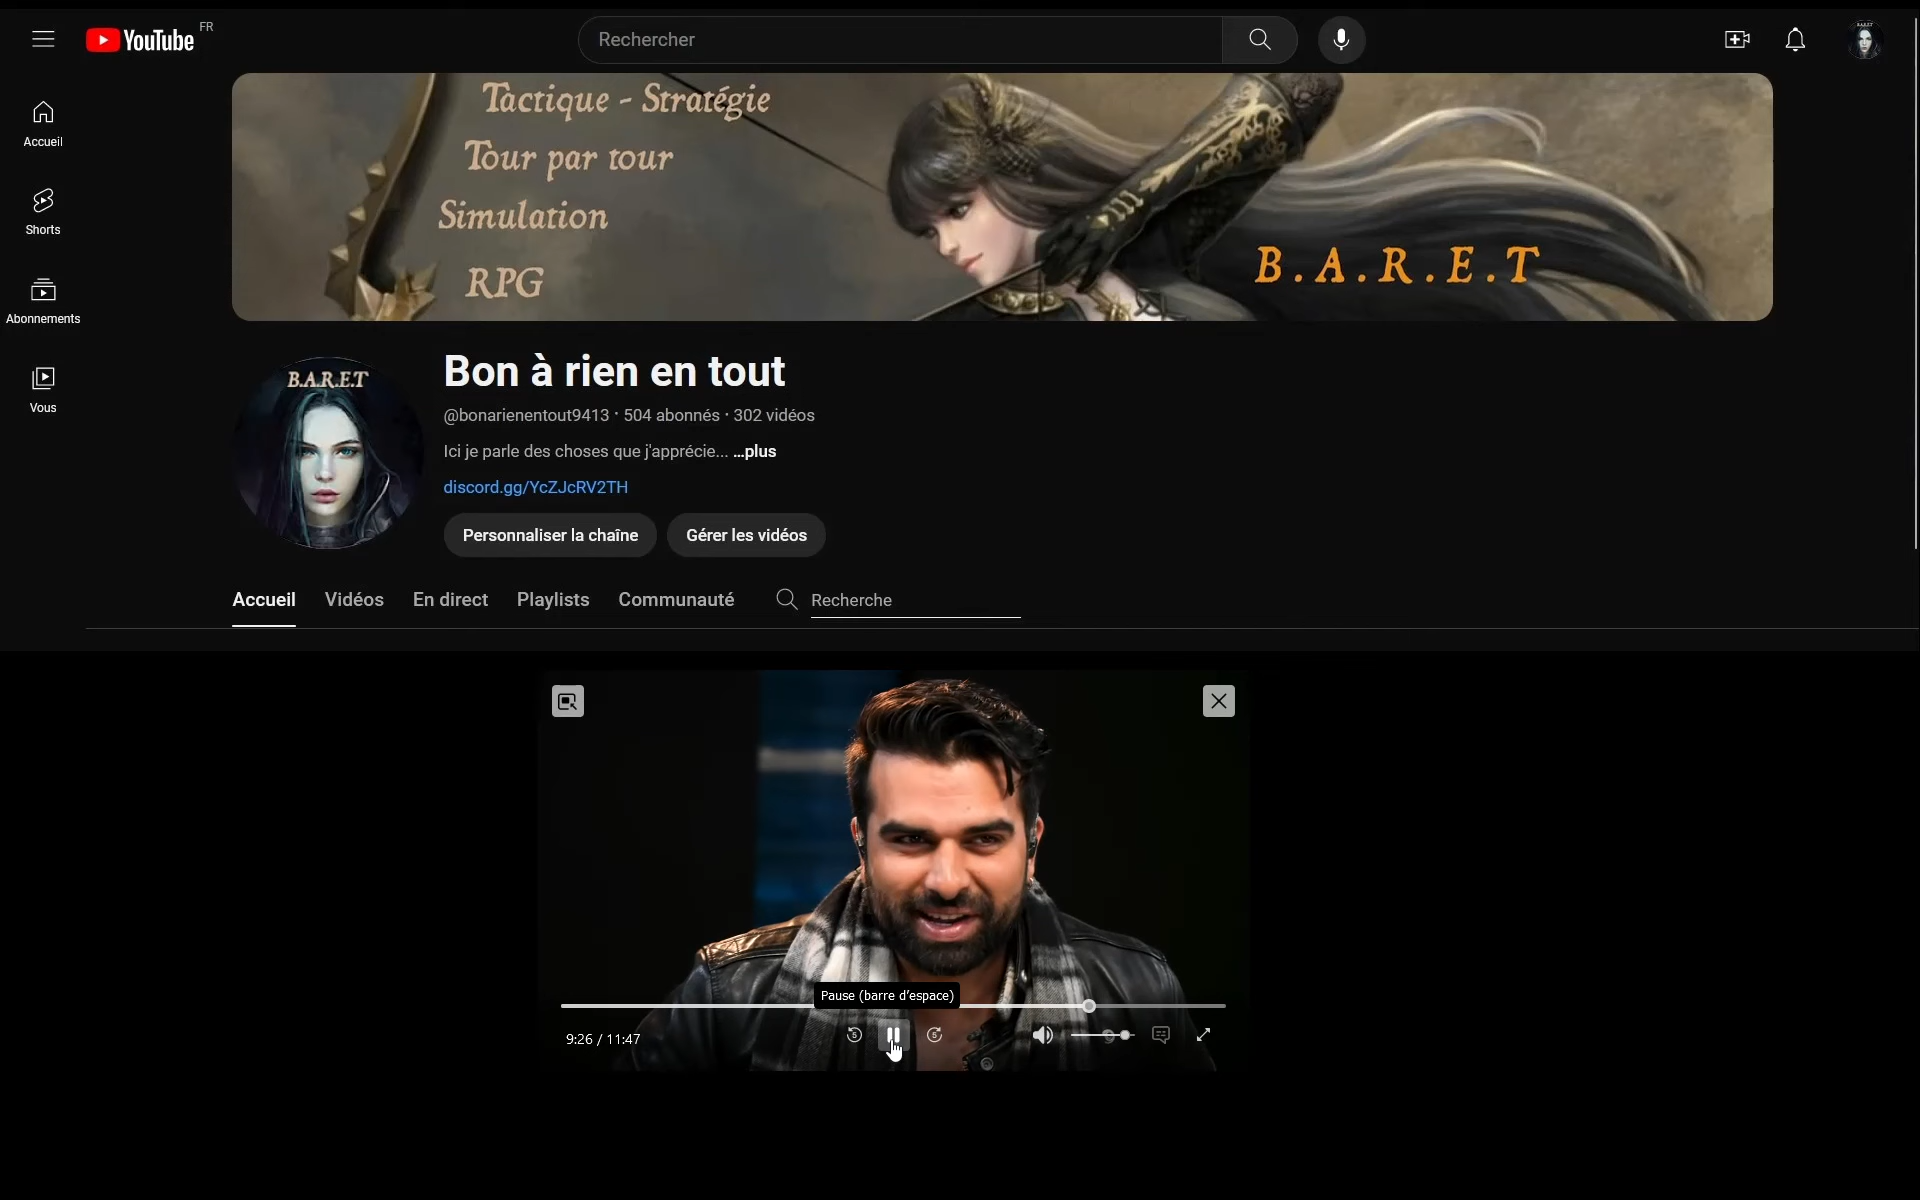 YouTube FR
Rechercher
Accueil
Shorts
Abonnements
Vous
Tactique - Stratégie
Tour par tour
Simulation
RPG
B.A.R.E.T
B.A.R.E.T
Bon à rien en tout
@bonarienentout9413 · 504 abonnés · 302 vidéos
Ici je parle des choses que j'apprécie... ...plus
discord.gg/YcZJcRV2TH
Personnaliser la chaîne Gérer les vidéos
Accueil Vidéos En direct Playlists Communauté Recherche
Pause (barre d'espace)
9:26 / 11:47
5 5